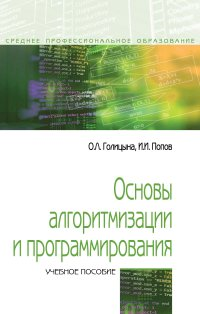 СРЕДНЕЕ ПРОФЕССИОНАЛЬНОЕ ОБРАЗОВАНИЕ
О.Л. Голицына, И.И. Попов
Основы
алгоритмизации
и программирования
УЧЕБНОЕ ПОСОБИЕ